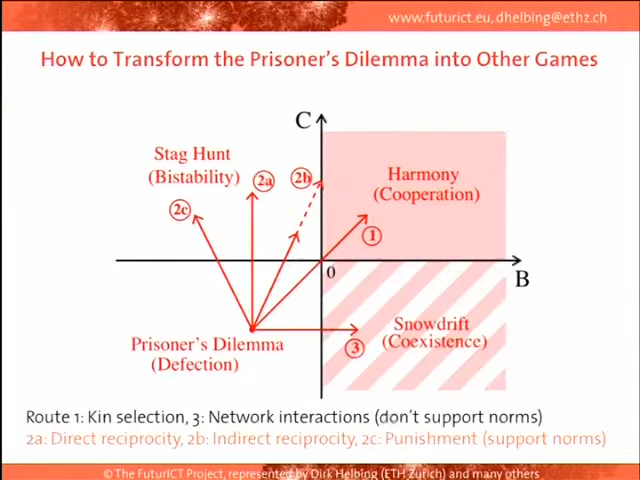 www.futurict.eu, dhelbing@ethz.ch
How to Transform the Prisoner's Dilemma into Other Games
C
Stag Hunt
(Bistability)
2a
2b
2c
Harmony
(Cooperation)
1
0
B
Prisoner's Dilemma
(Defection)
3
Snowdrift
(Coexistence)
Route 1: Kin selection, 3: Network interactions (don't support norms)
2a: Direct reciprocity, 2b: Indirect reciprocity, 2c: Punishment (support norms)
© The FuturICT Project, represented by Dirk Helbing (ETH Zurich) and many others